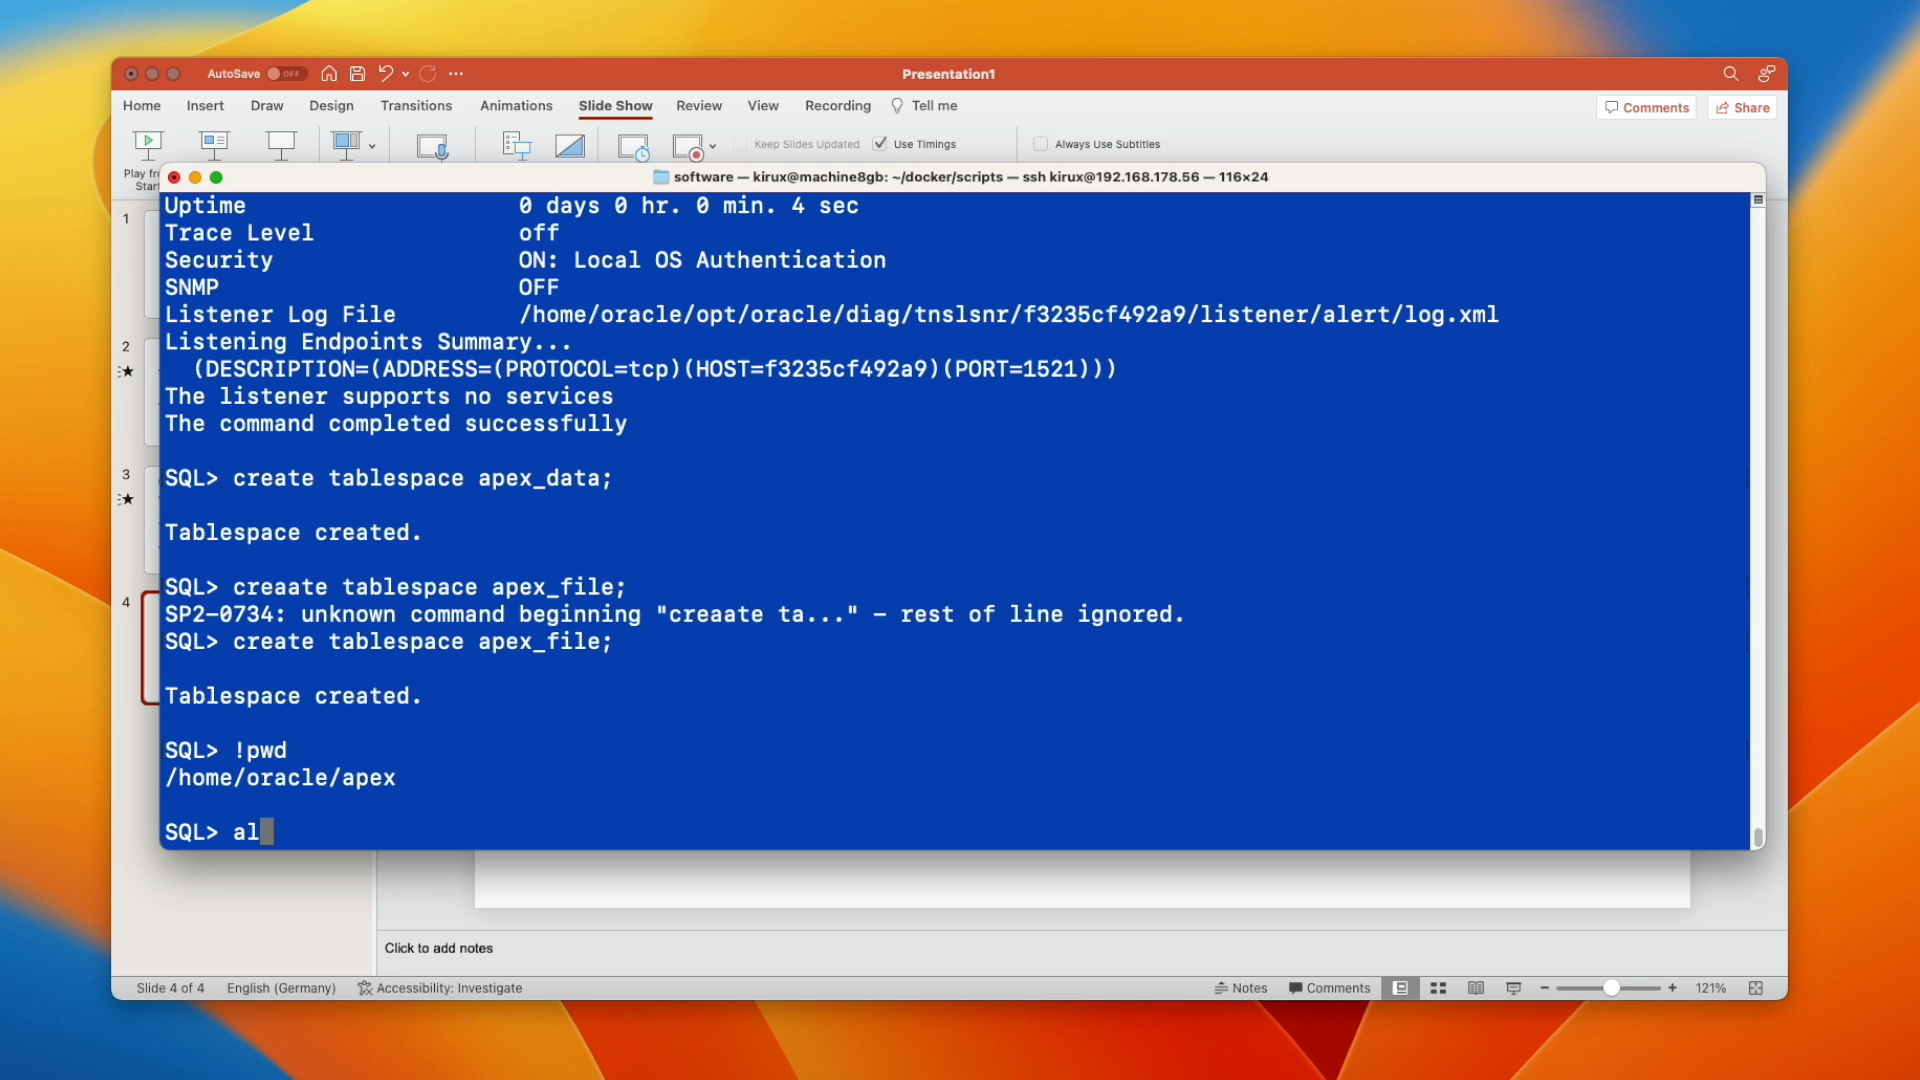 AutoSave OFF
Presentation1
Home Insert Draw Design Transitions Animations Slide Show Review View Recording Tell me
Comments Share
Keep Slides Updated Use Timings Always Use Subtitles
software — kirux@machine8gb: ~/docker/scripts — ssh kirux@192.168.178.56 — 116×24
1
2
3
4
Uptime 0 days 0 hr. 0 min. 4 sec
Trace Level off
Security ON: Local OS Authentication
SNMP OFF
Listener Log File /home/oracle/opt/oracle/diag/tnslsnr/f3235cf492a9/listener/alert/log.xml
Listening Endpoints Summary...
(DESCRIPTION=(ADDRESS=(PROTOCOL=tcp)(HOST=f3235cf492a9)(PORT=1521)))
The listener supports no services
The command completed successfully
SQL> create tablespace apex_data;
Tablespace created.
SQL> creaate tablespace apex_file;
SP2-0734: unknown command beginning "creaate ta..." - rest of line ignored.
SQL> create tablespace apex_file;
Tablespace created.
SQL> !pwd
/home/oracle/apex
SQL> al
Click to add notes
Slide 4 of 4 English (Germany) Accessibility: Investigate Notes Comments 121%